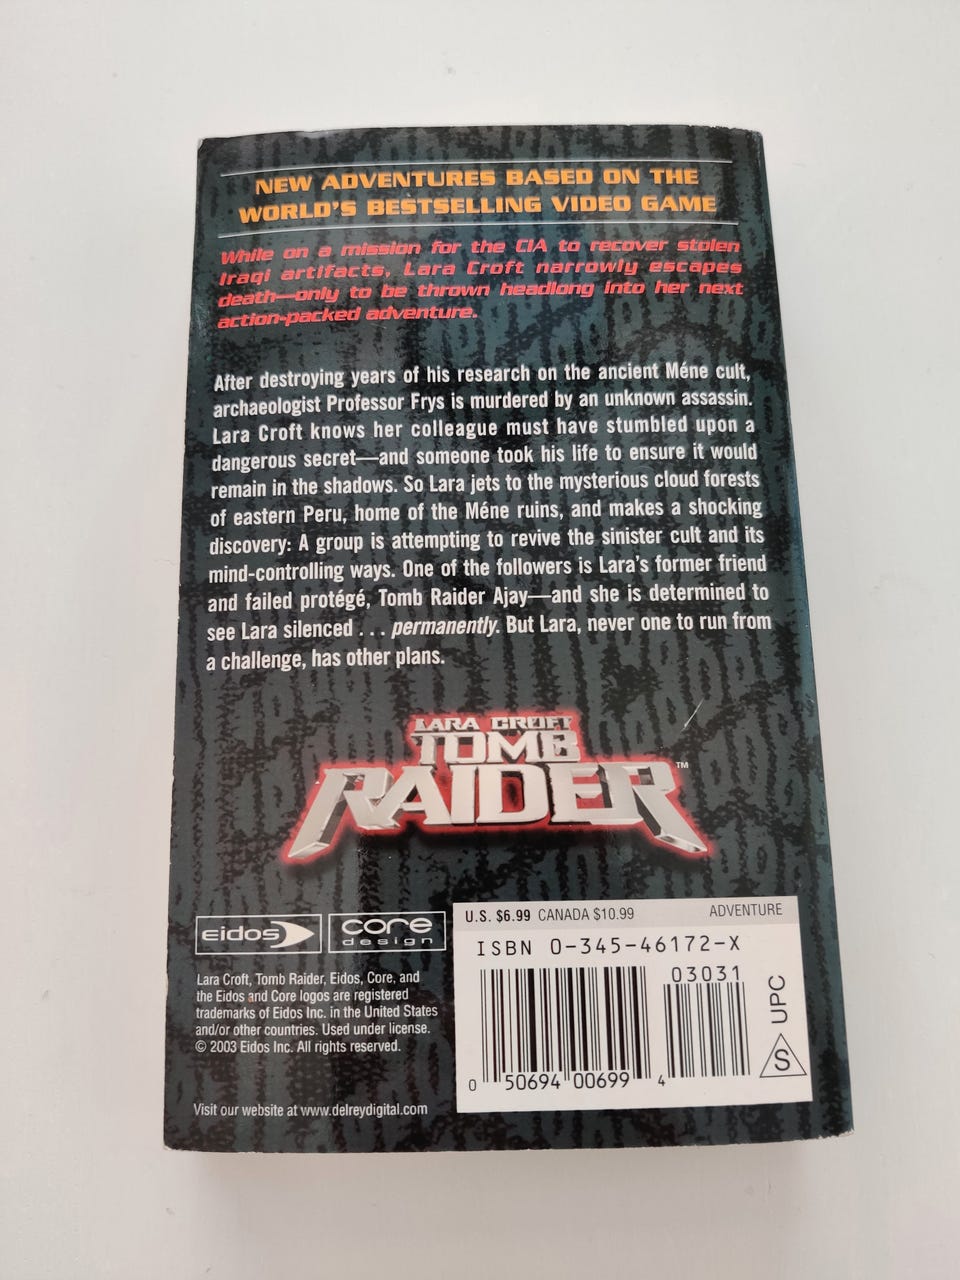 NEW ADVENTURES BASED ON THE
WORLD'S BESTSELLING VIDEO GAME
While on a mission for the CIA to recover stolen
Iraqi artifacts, Lara Croft narrowly escapes
death—only to be thrown headlong into her next
action-packed adventure.
After destroying years of his research on the ancient Méne cult,
archaeologist Professor Frys is murdered by an unknown assassin.
Lara Croft knows her colleague must have stumbled upon a
dangerous secret—and someone took his life to ensure it would
remain in the shadows. So Lara jets to the mysterious cloud forests
of eastern Peru, home of the Méne ruins, and makes a shocking
discovery: A group is attempting to revive the sinister cult and its
mind-controlling ways. One of the followers is Lara's former friend
and failed protégé, Tomb Raider Ajay—and she is determined to
see Lara silenced . . . permanently. But Lara, never one to run from
a challenge, has other plans.
LARA CROFT
TOMB
RAIDER™
eidos
core
design
Lara Croft, Tomb Raider, Eidos, Core, and
the Eidos and Core logos are registered
trademarks of Eidos Inc. in the United States
and/or other countries. Used under license.
© 2003 Eidos Inc. All rights reserved.
Visit our website at www.delreydigital.com
U.S. $6.99 CANADA $10.99 ADVENTURE
ISBN 0-345-46172-X
03031
0 50694 00699 4
UPC
S